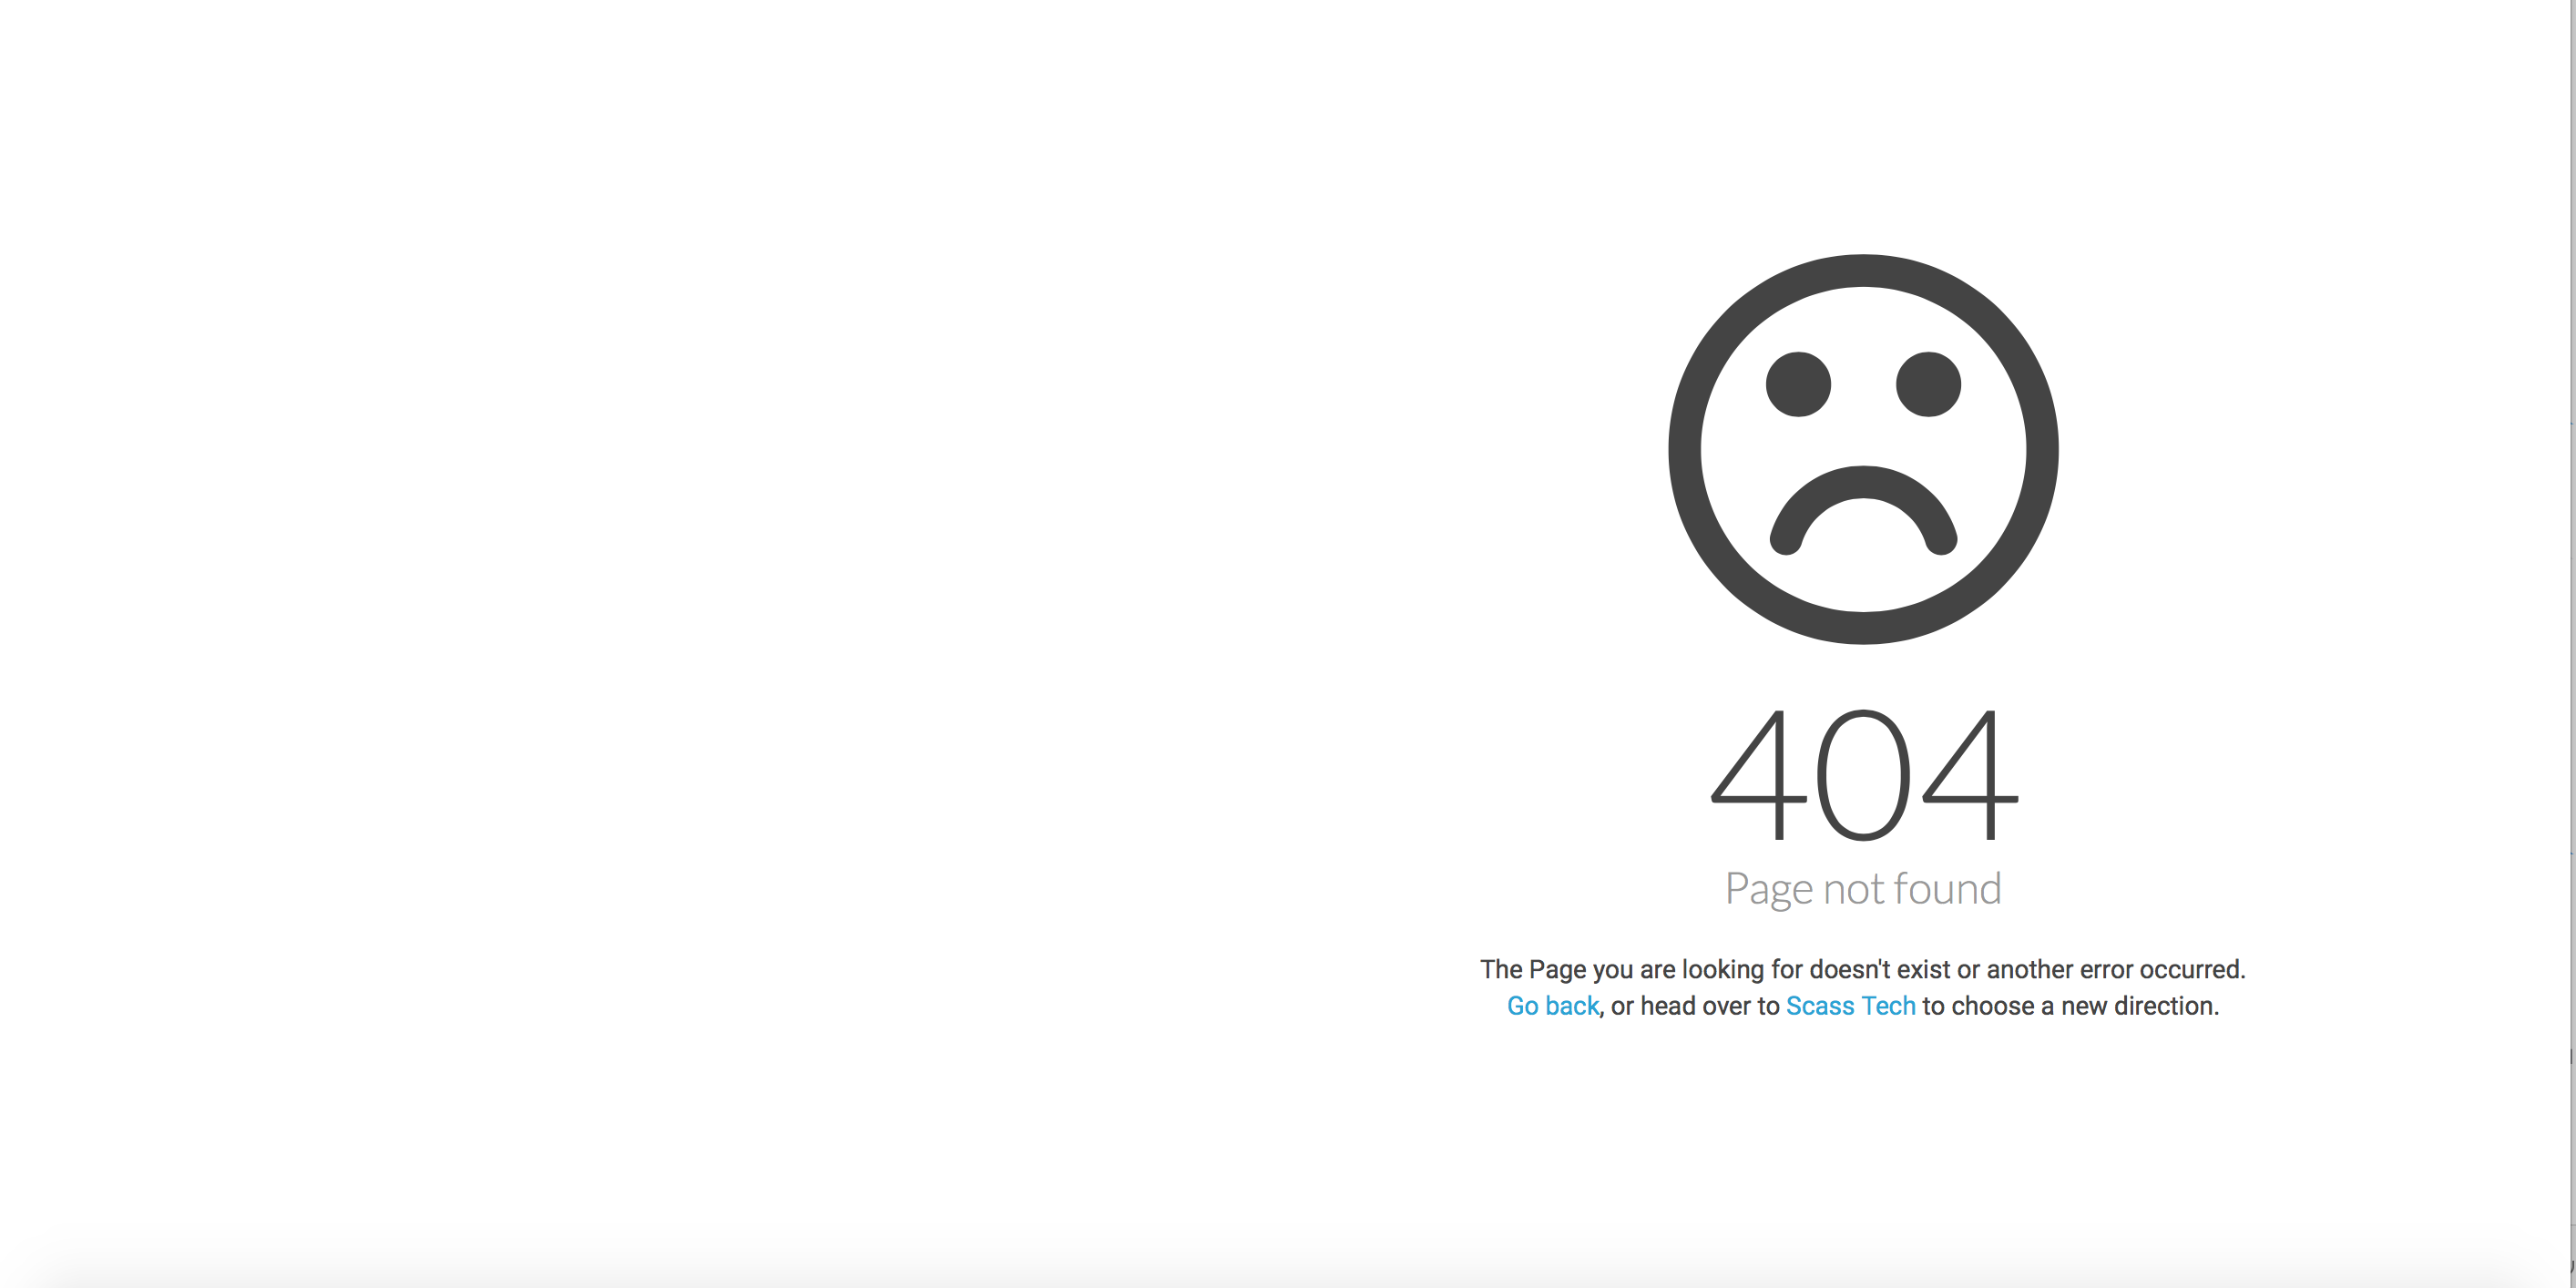 404
Page not found
The Page you are looking for doesn't exist or another error occurred.
Go back, or head over to Scass Tech to choose a new direction.